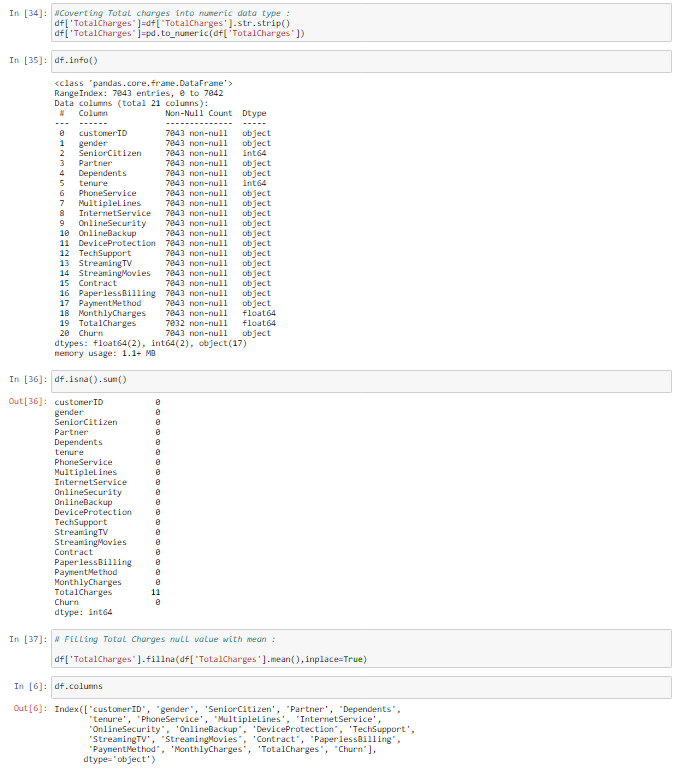 In [34]: #Coverting Total charges into numeric data type :
df['TotalCharges']=df['TotalCharges'].str.strip()
df['TotalCharges']=pd.to_numeric(df['TotalCharges'])
In [35]: df.info()
<class 'pandas.core.frame.DataFrame'>
RangeIndex: 7043 entries, 0 to 7042
Data columns (total 21 columns):
 #   Column            Non-Null Count  Dtype
---  ------            --------------  -----
 0   customerID        7043 non-null   object
 1   gender            7043 non-null   object
 2   SeniorCitizen     7043 non-null   int64
 3   Partner           7043 non-null   object
 4   Dependents        7043 non-null   object
 5   tenure            7043 non-null   int64
 6   PhoneService      7043 non-null   object
 7   MultipleLines     7043 non-null   object
 8   InternetService   7043 non-null   object
 9   OnlineSecurity    7043 non-null   object
 10  OnlineBackup      7043 non-null   object
 11  DeviceProtection  7043 non-null   object
 12  TechSupport       7043 non-null   object
 13  StreamingTV       7043 non-null   object
 14  StreamingMovies   7043 non-null   object
 15  Contract          7043 non-null   object
 16  PaperlessBilling  7043 non-null   object
 17  PaymentMethod     7043 non-null   object
 18  MonthlyCharges    7043 non-null   float64
 19  TotalCharges      7032 non-null   float64
 20  Churn             7043 non-null   object
dtypes: float64(2), int64(2), object(17)
memory usage: 1.1+ MB
In [36]: df.isna().sum()
Out[36]: customerID           0
gender               0
SeniorCitizen        0
Partner              0
Dependents           0
tenure               0
PhoneService         0
MultipleLines        0
InternetService      0
OnlineSecurity       0
OnlineBackup         0
DeviceProtection     0
TechSupport          0
StreamingTV          0
StreamingMovies      0
Contract             0
PaperlessBilling     0
PaymentMethod        0
MonthlyCharges       0
TotalCharges        11
Churn                0
dtype: int64
In [37]: # Filling Total Charges null value with mean :
df['TotalCharges'].fillna(df['TotalCharges'].mean(),inplace=True)
In [6]: df.columns
Out[6]: Index(['customerID', 'gender', 'SeniorCitizen', 'Partner', 'Dependents',
'tenure', 'PhoneService', 'MultipleLines', 'InternetService',
'OnlineSecurity', 'OnlineBackup', 'DeviceProtection', 'TechSupport',
'StreamingTV', 'StreamingMovies', 'Contract', 'PaperlessBilling',
'PaymentMethod', 'MonthlyCharges', 'TotalCharges', 'Churn'],
dtype='object')